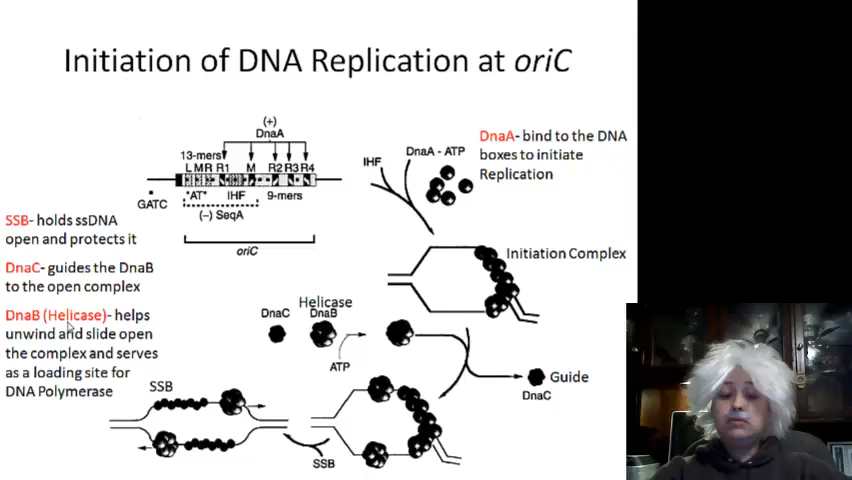 Initiation of DNA Replication at oriC
(+)
DnaA
13-mers
L M R R1 M R2 R3 R4
GATC
"AT" IHF 9-mers
(−) SeqA
oriC
IHF
DnaA - ATP
DnaA- bind to the DNA
boxes to initiate
Replication
SSB- holds ssDNA
open and protects it
DnaC- guides the DnaB
to the open complex
DnaB (Helicase)- helps
unwind and slide open
the complex and serves
as a loading site for
DNA Polymerase
Initiation Complex
Helicase
DnaC DnaB
ATP
Guide
DnaC
SSB
SSB